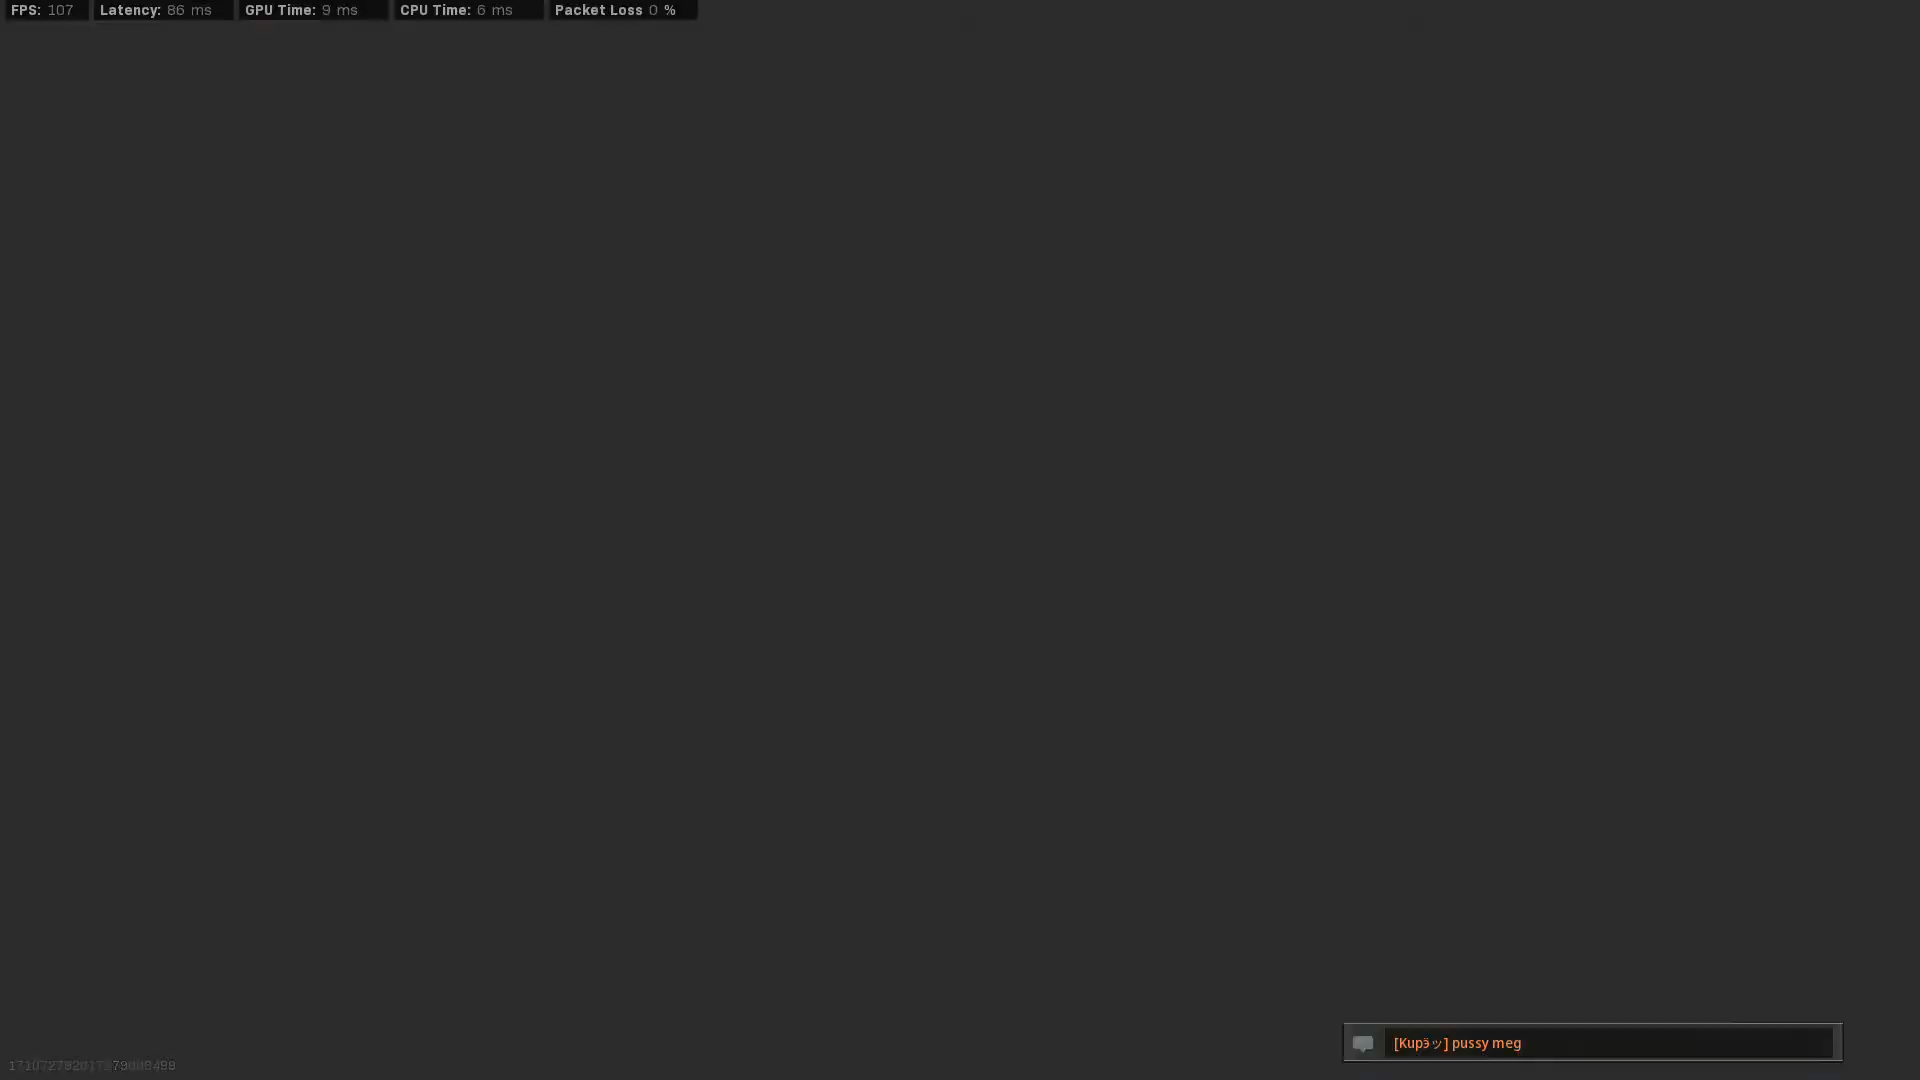 FPS: 107 Latency: 86 ms GPU Time: 9 ms CPU Time: 6 ms Packet Loss 0 %
[Kupӭッ] pussy meg